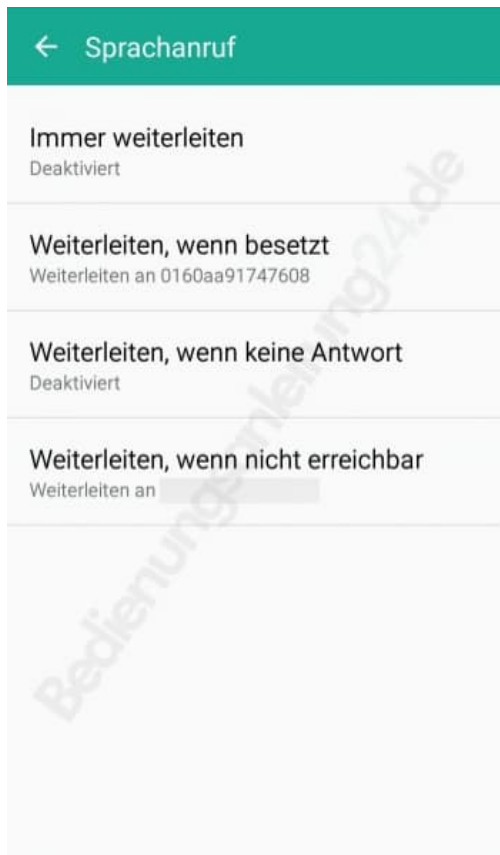 Sprachanruf
Immer weiterleiten
Deaktiviert
Weiterleiten, wenn besetzt
Weiterleiten an 0160aa91747608
Weiterleiten, wenn keine Antwort
Deaktiviert
Weiterleiten, wenn nicht erreichbar
Weiterleiten an
Bedienungsanleitung24.de